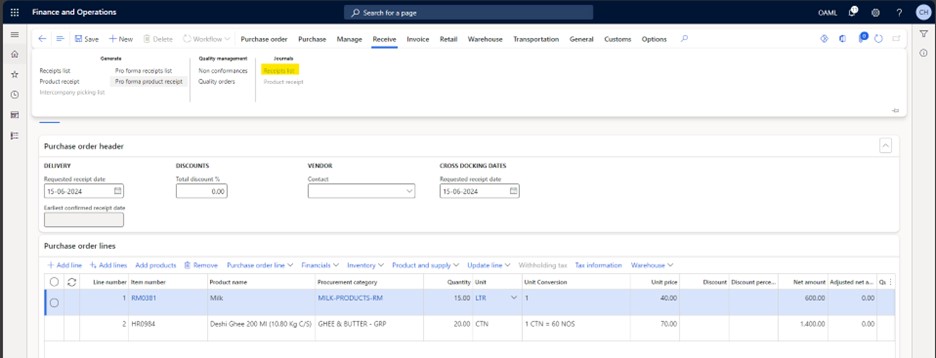 Finance and Operations
Search for a page
OAML
CH
Save
New
Delete
Workflow
Purchase order
Purchase
Manage
Receive
Invoice
Retail
Warehouse
Transportation
General
Customs
Options
Generate
Receipts list
Pro forma receipts list
Product receipt
Pro forma product receipt
Intercompany picking list
Quality management
Non conformances
Quality orders
Journals
Receipts list
Product receipt
Purchase order header
DELIVERY
Requested receipt date
15-06-2024
Earliest confirmed receipt date
DISCOUNTS
Total discount %
0.00
VENDOR
Contact
CROSS DOCKING DATES
Requested receipt date
15-06-2024
Purchase order lines
+ Add line
Add lines
Add products
Remove
Purchase order line
Financials
Inventory
Product and supply
Update line
Withholding tax
Tax information
Warehouse
Line number Item number Product name Procurement category Quantity Unit Unit Conversion Unit price Discount Discount perce... Net amount Adjusted net a...
1 RM0381 Milk MILK-PRODUCTS-RM 15.00 LTR 1 40.00 600.00 0.00
2 HR0984 Deshi Ghee 200 Ml (10.80 Kg C/S) GHEE & BUTTER - GRP 20.00 CTN 1 CTN = 60 NOS 70.00 1,400.00 0.00